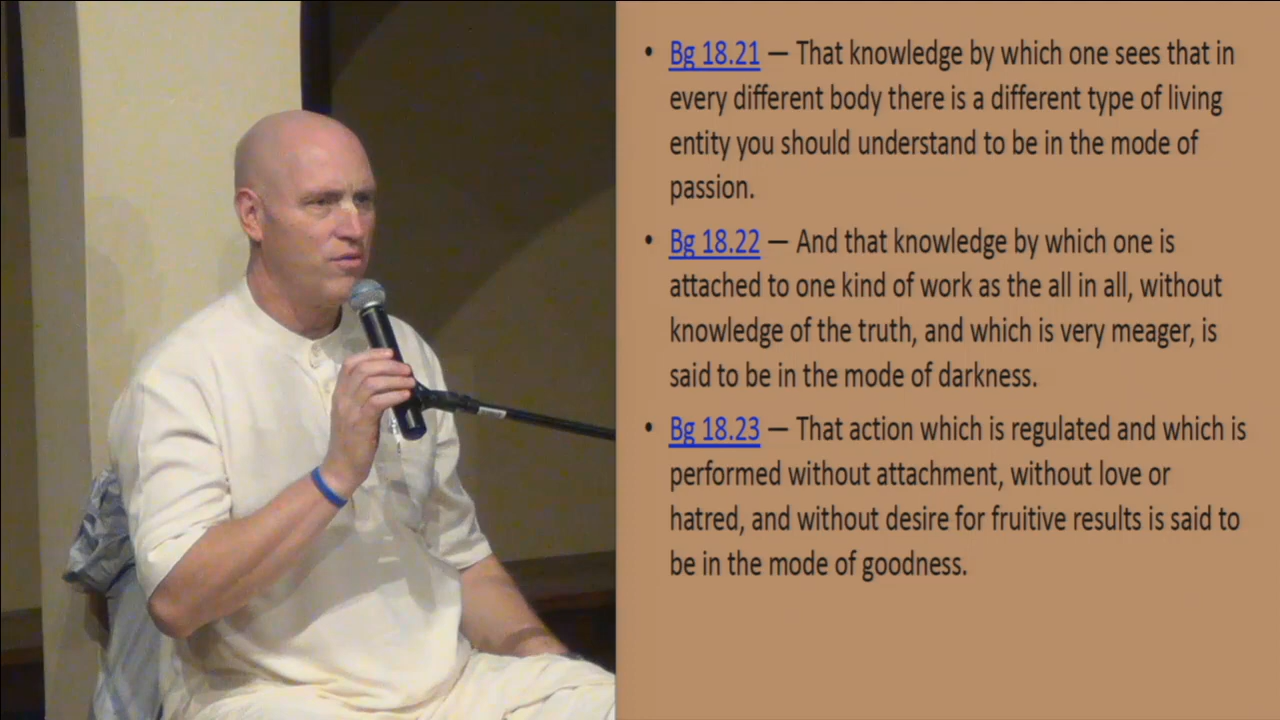 • Bg 18.21 — That knowledge by which one sees that in
every different body there is a different type of living
entity you should understand to be in the mode of
passion.
• Bg 18.22 — And that knowledge by which one is
attached to one kind of work as the all in all, without
knowledge of the truth, and which is very meager, is
said to be in the mode of darkness.
• Bg 18.23 — That action which is regulated and which is
performed without attachment, without love or
hatred, and without desire for fruitive results is said to
be in the mode of goodness.